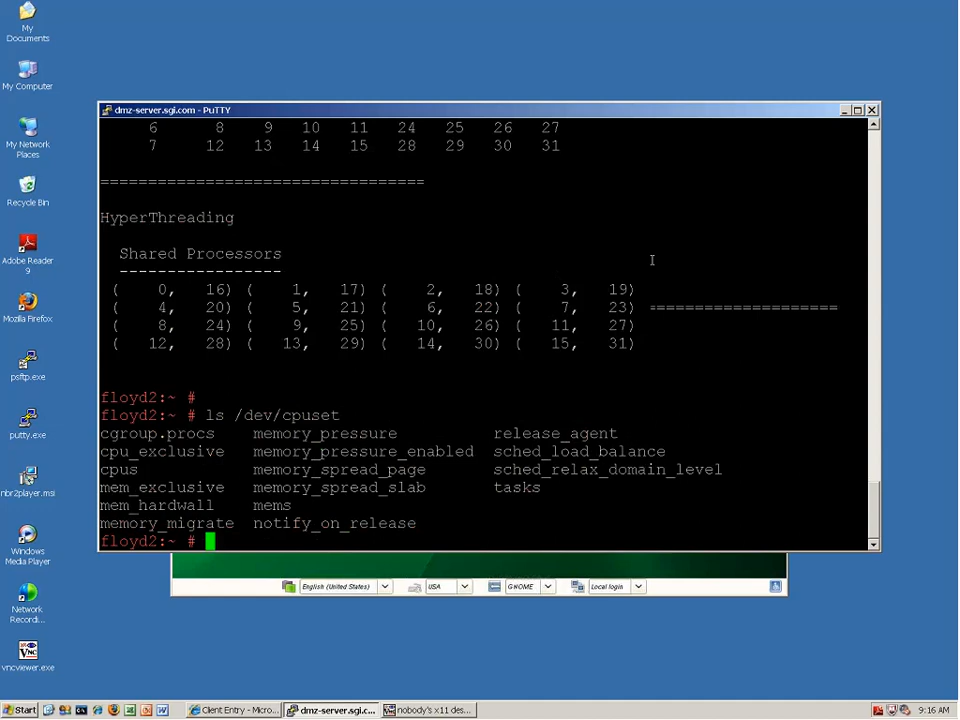 My
Documents
My Computer
My Network
Places
Recycle Bin
Adobe Reader
9
Mozilla Firefox
psftp.exe
putty.exe
nbr2player.msi
Windows
Media Player
Network
Recordi...
vncviewer.exe
dmz-server.sgi.com - PuTTY
6 8 9 10 11 24 25 26 27
7 12 13 14 15 28 29 30 31
==================================
HyperThreading
Shared Processors
-----------------
( 0, 16) ( 1, 17) ( 2, 18) ( 3, 19)
( 4, 20) ( 5, 21) ( 6, 22) ( 7, 23) ====================
( 8, 24) ( 9, 25) ( 10, 26) ( 11, 27)
( 12, 28) ( 13, 29) ( 14, 30) ( 15, 31)
floyd2:~ #
floyd2:~ # ls /dev/cpuset
cgroup.procs memory_pressure release_agent
cpu_exclusive memory_pressure_enabled sched_load_balance
cpus memory_spread_page sched_relax_domain_level
mem_exclusive memory_spread_slab tasks
mem_hardwall mems
memory_migrate notify_on_release
floyd2:~ #
English (United States) USA GNOME Local login
Start Client Entry - Micro... dmz-server.sgi.com... nobody's x11 des... 9:16 AM